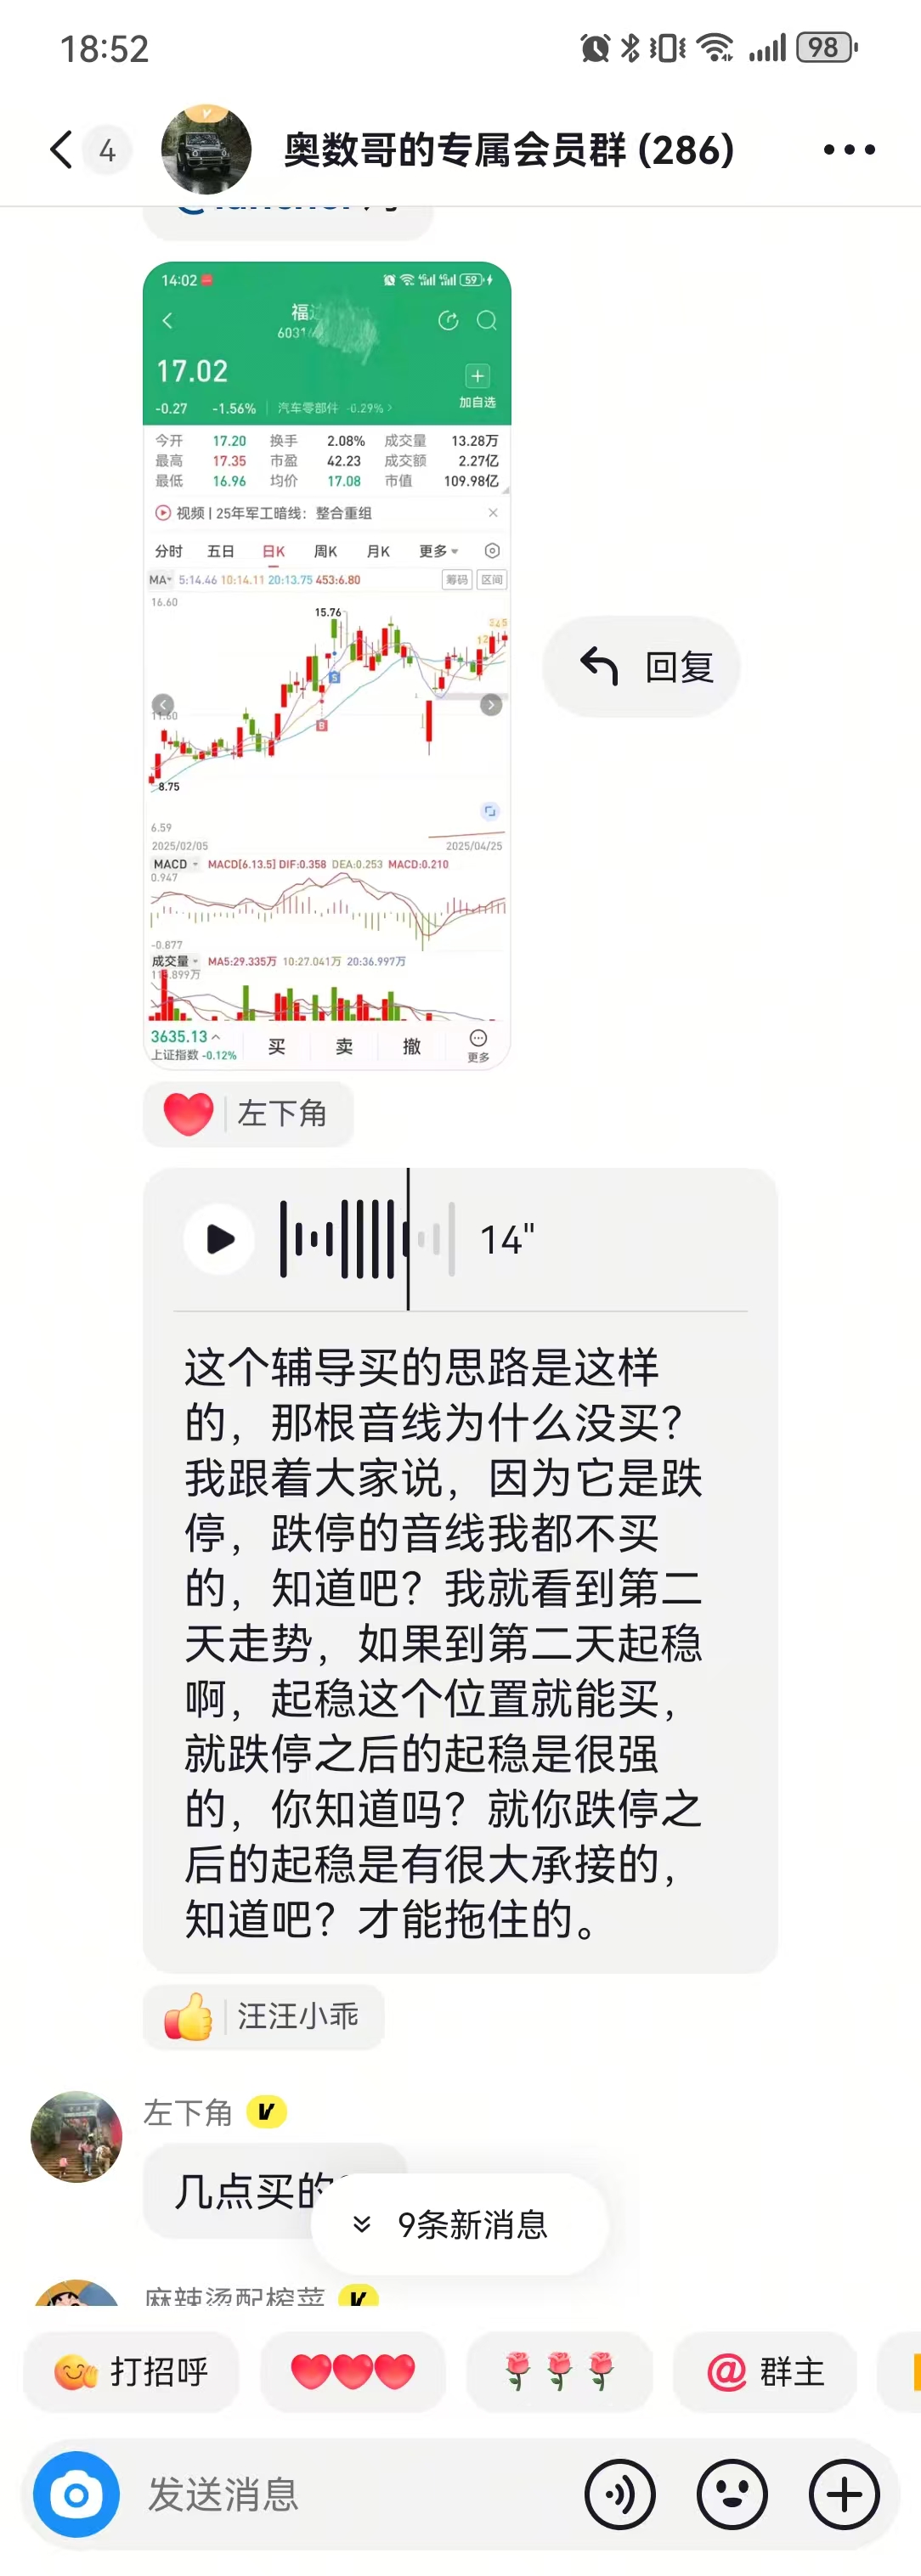 18:52
98
4
奥数哥的专属会员群 (286)
14:02
59
福
6031
17.02
-0.27 -1.56% 汽车零部件 -0.29%
加自选
今开 17.20 换手 2.08% 成交量 13.28万
最高 17.35 市盈 42.23 成交额 2.27亿
最低 16.96 均价 17.08 市值 109.98亿
视频 | 25年军工暗线：整合重组
分时 五日 日K 周K 月K 更多
MA 5:14.46 10:14.11 20:13.75 453:6.80 筹码 区间
16.60
15.76
S
B
11.60
8.75
6.59
2025/02/05 2025/04/25
MACD MACD[6.13.5] DIF:0.358 DEA:0.253 MACD:0.210
0.947
-0.877
成交量 MA5:29.335万 10:27.041万 20:36.997万
899万
3635.13
上证指数 -0.12%
买 卖 撤 更多
回复
左下角
14"
这个辅导买的思路是这样
的，那根音线为什么没买？
我跟着大家说，因为它是跌
停，跌停的音线我都不买
的，知道吧？我就看到第二
天走势，如果到第二天起稳
啊，起稳这个位置就能买，
就跌停之后的起稳是很强
的，你知道吗？就你跌停之
后的起稳是有很大承接的，
知道吧？才能拖住的。
汪汪小乖
左下角
几点买的
9条新消息
麻辣烫配榨菜
打招呼
@ 群主
发送消息